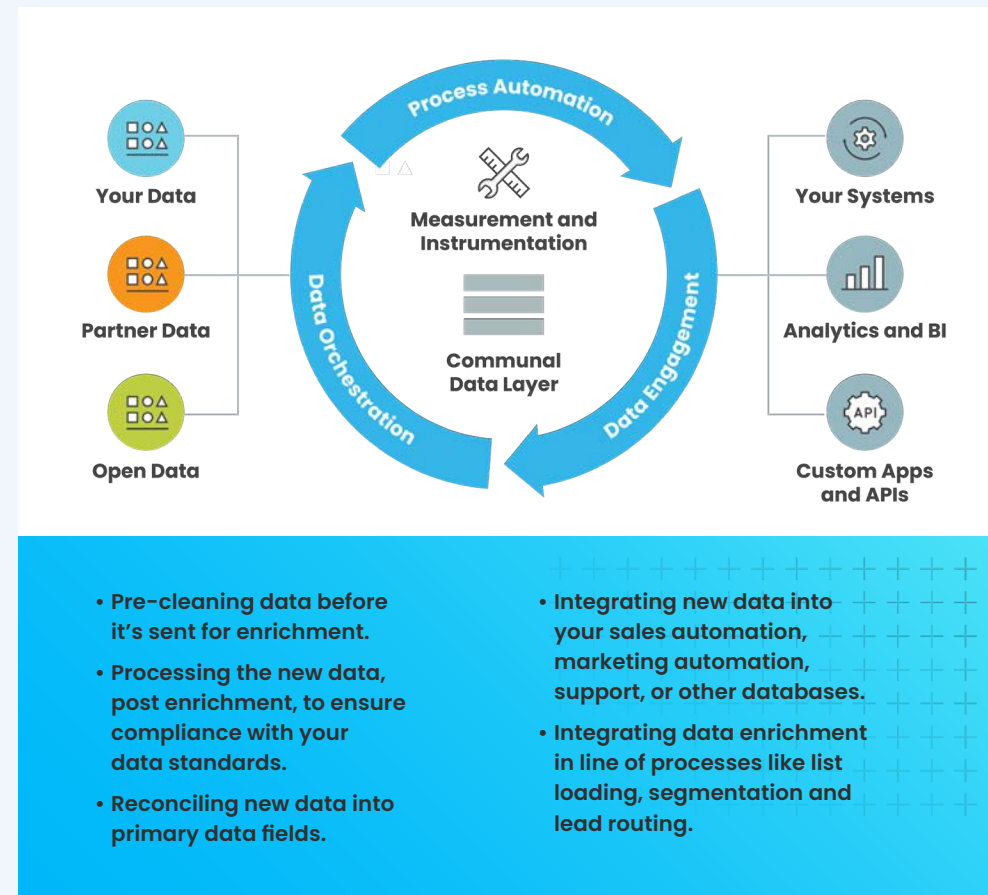 Process Automation
Data Orchestration
Data Engagement
Your Data
Partner Data
Open Data
Measurement and
Instrumentation
Communal
Data Layer
Your Systems
Analytics and BI
API
Custom Apps
and APIs
• Pre-cleaning data before
it’s sent for enrichment.
• Processing the new data,
post enrichment, to ensure
compliance with your
data standards.
• Reconciling new data into
primary data fields.
• Integrating new data into
your sales automation,
marketing automation,
support, or other databases.
• Integrating data enrichment
in line of processes like list
loading, segmentation and
lead routing.